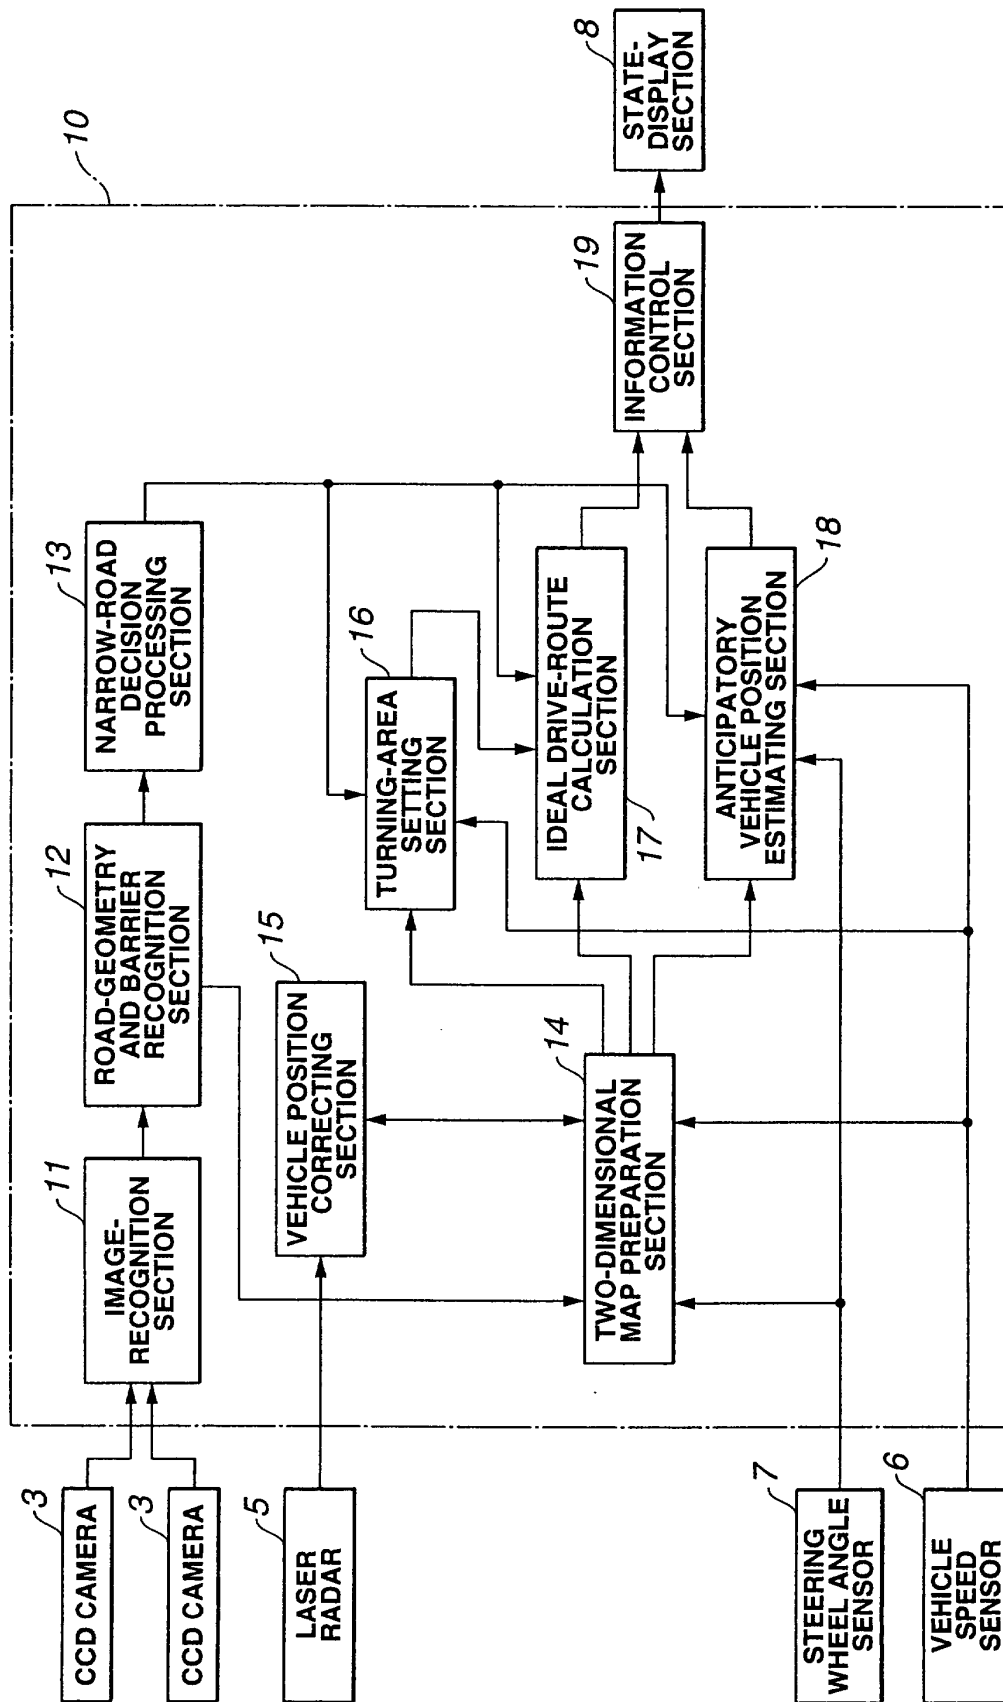 10
3
CCD CAMERA
3
CCD CAMERA
11
IMAGE-
RECOGNITION
SECTION
12
ROAD-GEOMETRY
AND BARRIER
RECOGNITION
SECTION
13
NARROW-ROAD
DECISION
PROCESSING
SECTION
5
LASER
RADAR
15
VEHICLE POSITION
CORRECTING
SECTION
16
TURNING-AREA
SETTING
SECTION
14
TWO-DIMENSIONAL
MAP PREPARATION
SECTION
IDEAL DRIVE-ROUTE
CALCULATION
SECTION
17
19
INFORMATION
CONTROL
SECTION
8
STATE-
DISPLAY
SECTION
7
STEERING
WHEEL ANGLE
SENSOR
ANTICIPATORY
VEHICLE POSITION
ESTIMATING SECTION
18
6
VEHICLE
SPEED
SENSOR